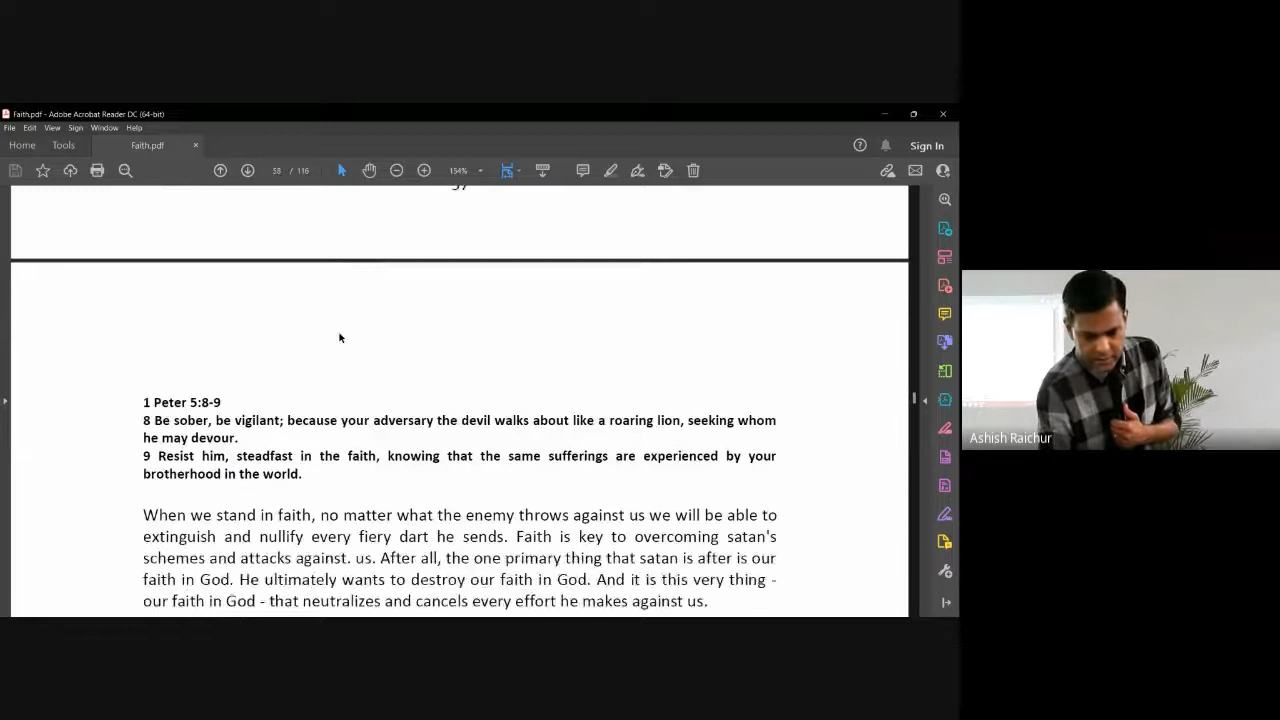 Faith.pdf - Adobe Acrobat Reader DC (64-bit)
File Edit View Sign Window Help
Home Tools Faith.pdf × Sign In
58 / 116 154%
57
1 Peter 5:8-9
8 Be sober, be vigilant; because your adversary the devil walks about like a roaring lion, seeking whom
he may devour.
9 Resist him, steadfast in the faith, knowing that the same sufferings are experienced by your
brotherhood in the world.
When we stand in faith, no matter what the enemy throws against us we will be able to
extinguish and nullify every fiery dart he sends. Faith is key to overcoming satan's
schemes and attacks against. us. After all, the one primary thing that satan is after is our
faith in God. He ultimately wants to destroy our faith in God. And it is this very thing -
our faith in God - that neutralizes and cancels every effort he makes against us.
Ashish Raichur